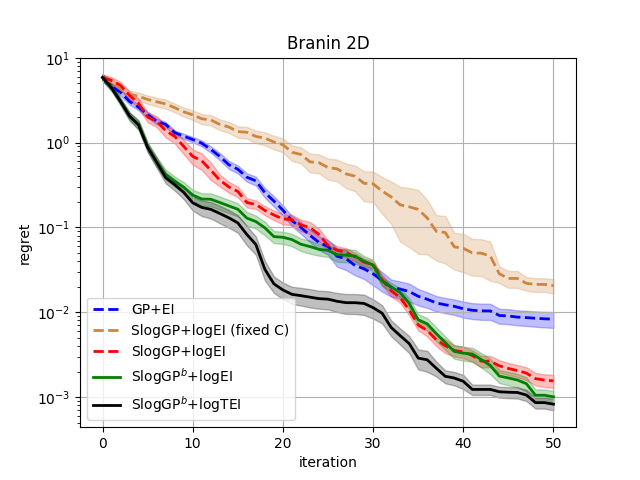 Branin 2D
regret
10^1
10^0
10^−1
10^−2
10^−3
GP+EI
SlogGP+logEI (fixed C)
SlogGP+logEI
SlogGP^b+logEI
SlogGP^b+logTEI
0 10 20 30 40 50
iteration